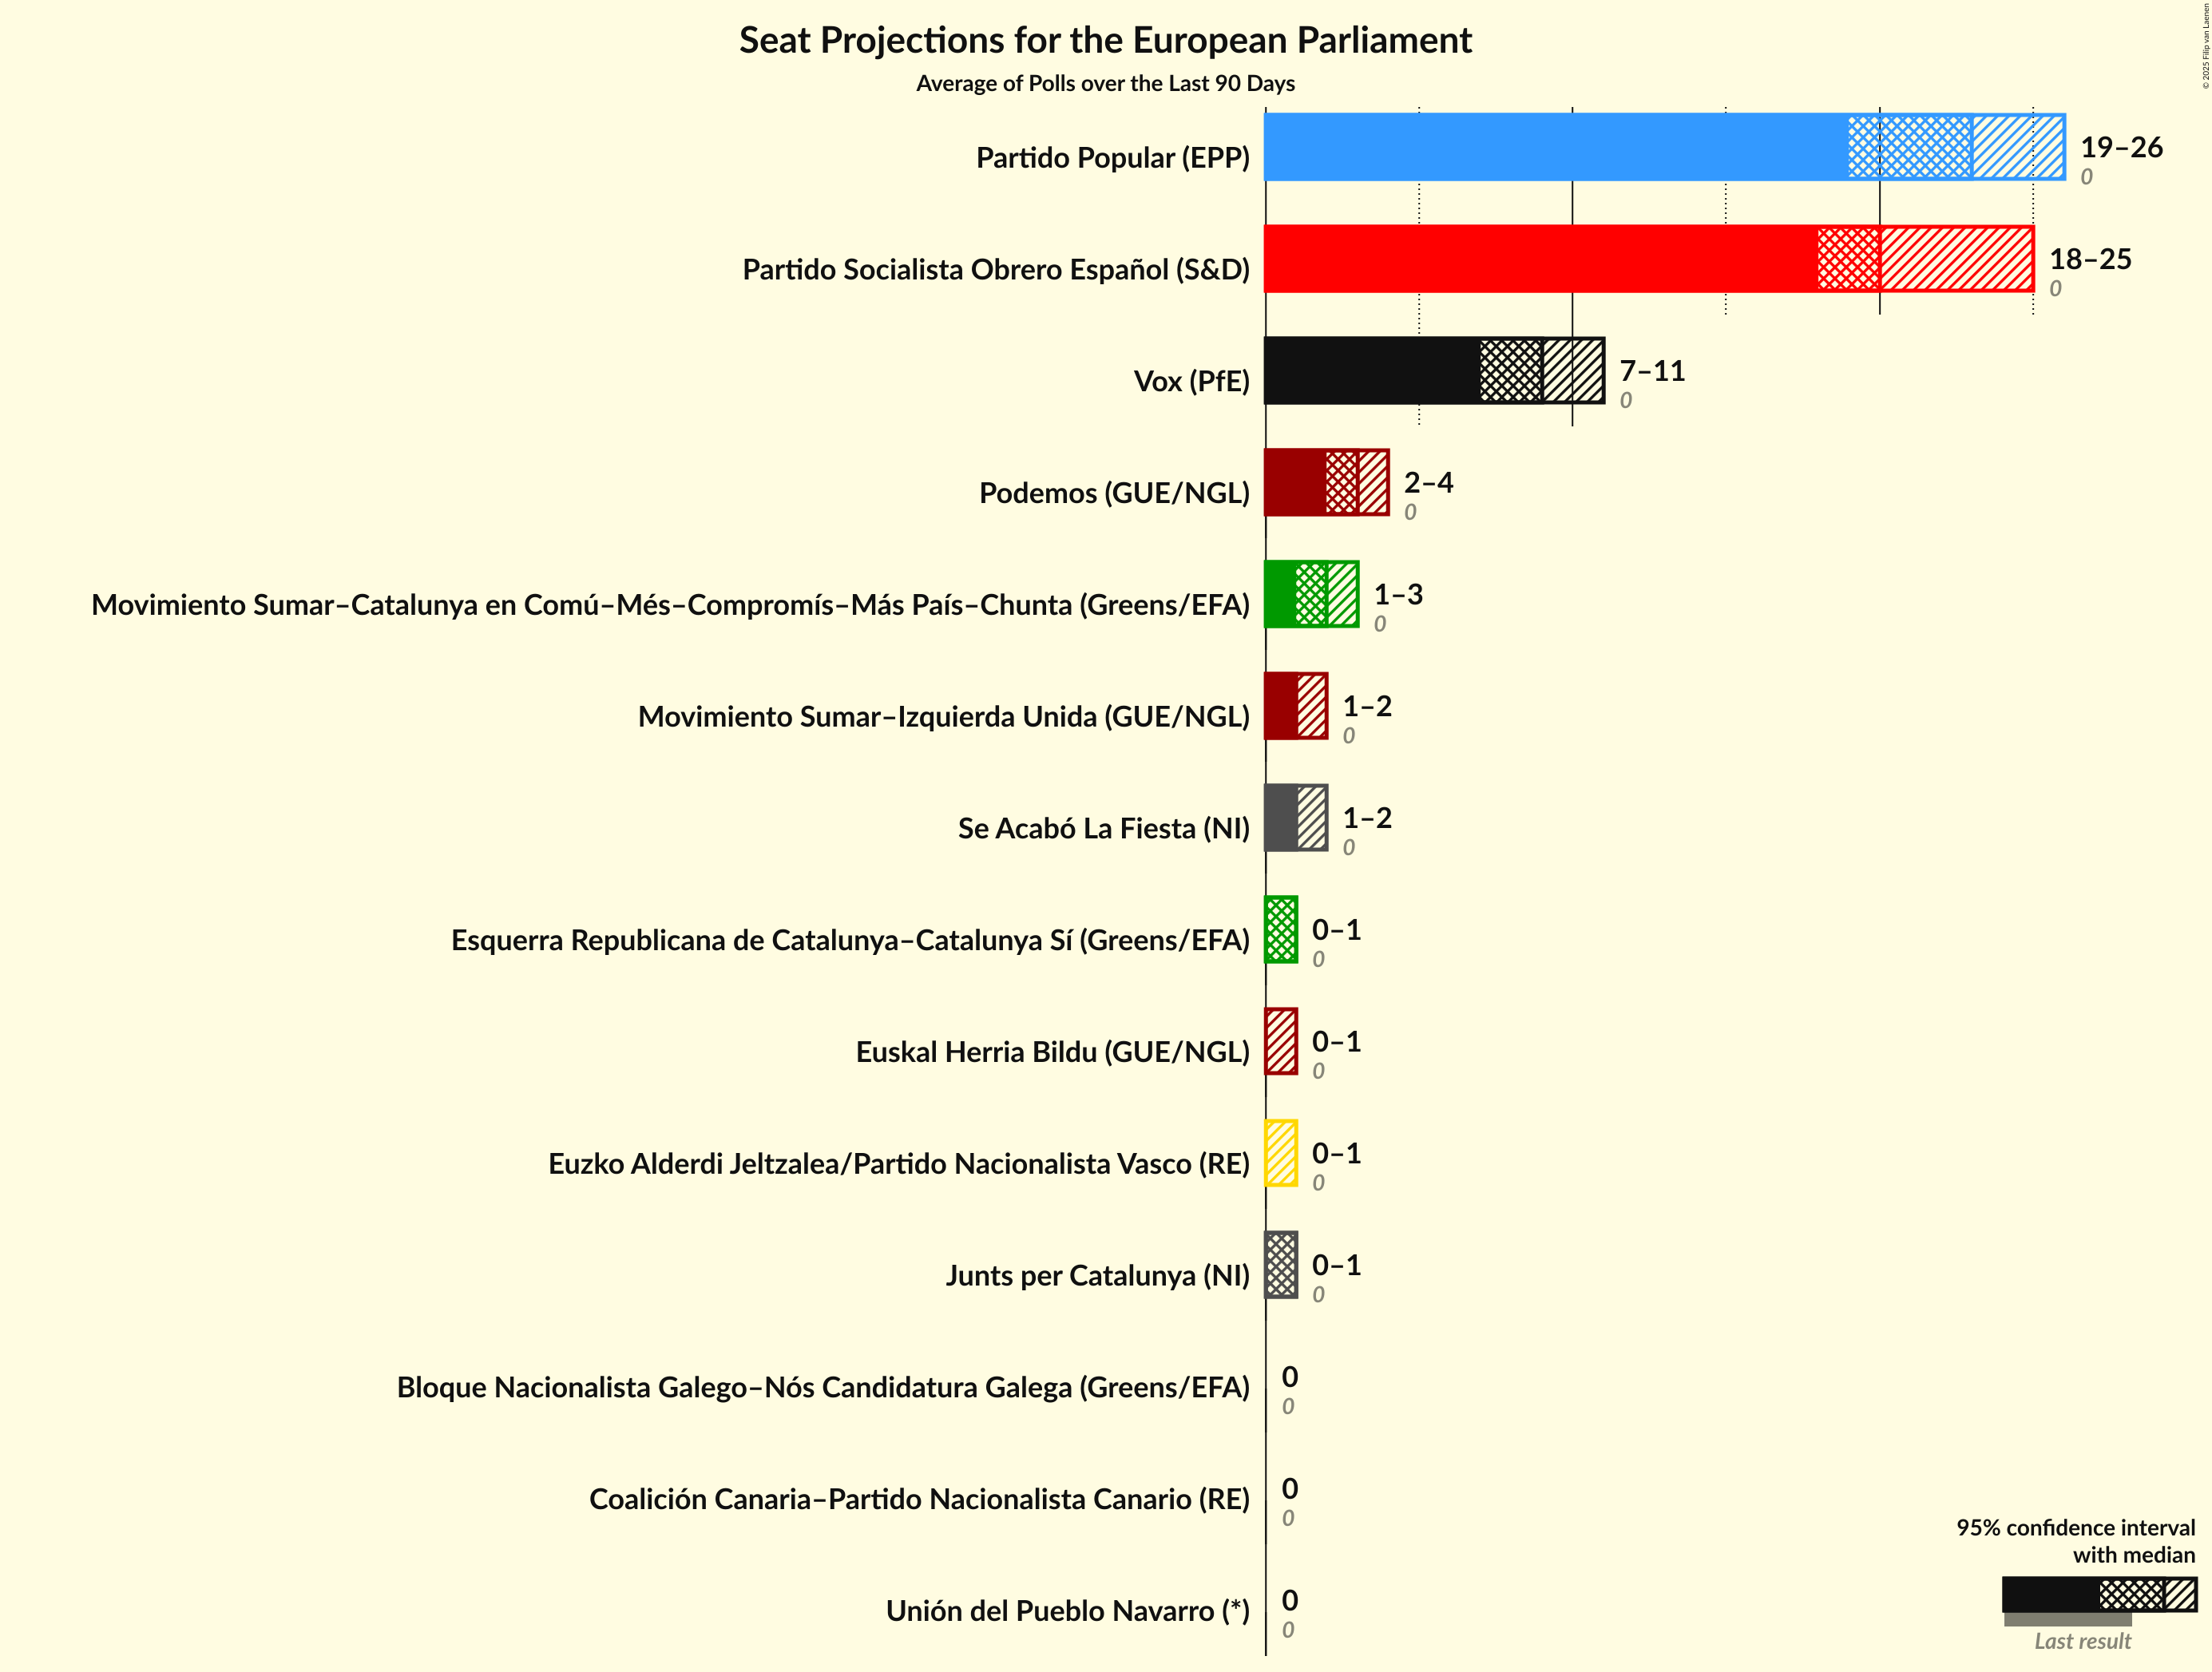 Seat Projections for the European Parliament
Average of Polls over the Last 90 Days
© 2025 Filip van Laenen
Partido Popular (EPP)
19–26
0
Partido Socialista Obrero Español (S&D)
18–25
0
Vox (PfE)
7–11
0
Podemos (GUE/NGL)
2–4
0
Movimiento Sumar–Catalunya en Comú–Més–Compromís–Más País–Chunta (Greens/EFA)
1–3
0
Movimiento Sumar–Izquierda Unida (GUE/NGL)
1–2
0
Se Acabó La Fiesta (NI)
1–2
0
Esquerra Republicana de Catalunya–Catalunya Sí (Greens/EFA)
0–1
0
Euskal Herria Bildu (GUE/NGL)
0–1
0
Euzko Alderdi Jeltzalea/Partido Nacionalista Vasco (RE)
0–1
0
Junts per Catalunya (NI)
0–1
0
Bloque Nacionalista Galego–Nós Candidatura Galega (Greens/EFA)
0
0
Coalición Canaria–Partido Nacionalista Canario (RE)
0
0
Unión del Pueblo Navarro (*)
0
0
95% confidence interval
with median
Last result